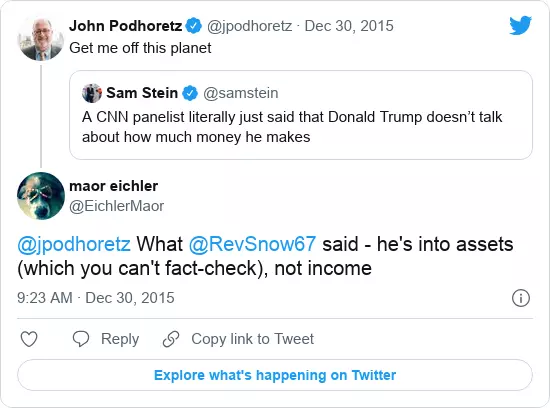 John Podhoretz @jpodhoretz · Dec 30, 2015
Get me off this planet
Sam Stein @samstein
A CNN panelist literally just said that Donald Trump doesn’t talk
about how much money he makes
maor eichler
@EichlerMaor
@jpodhoretz What @RevSnow67 said - he's into assets
(which you can't fact-check), not income
9:23 AM · Dec 30, 2015
Reply Copy link to Tweet
Explore what's happening on Twitter